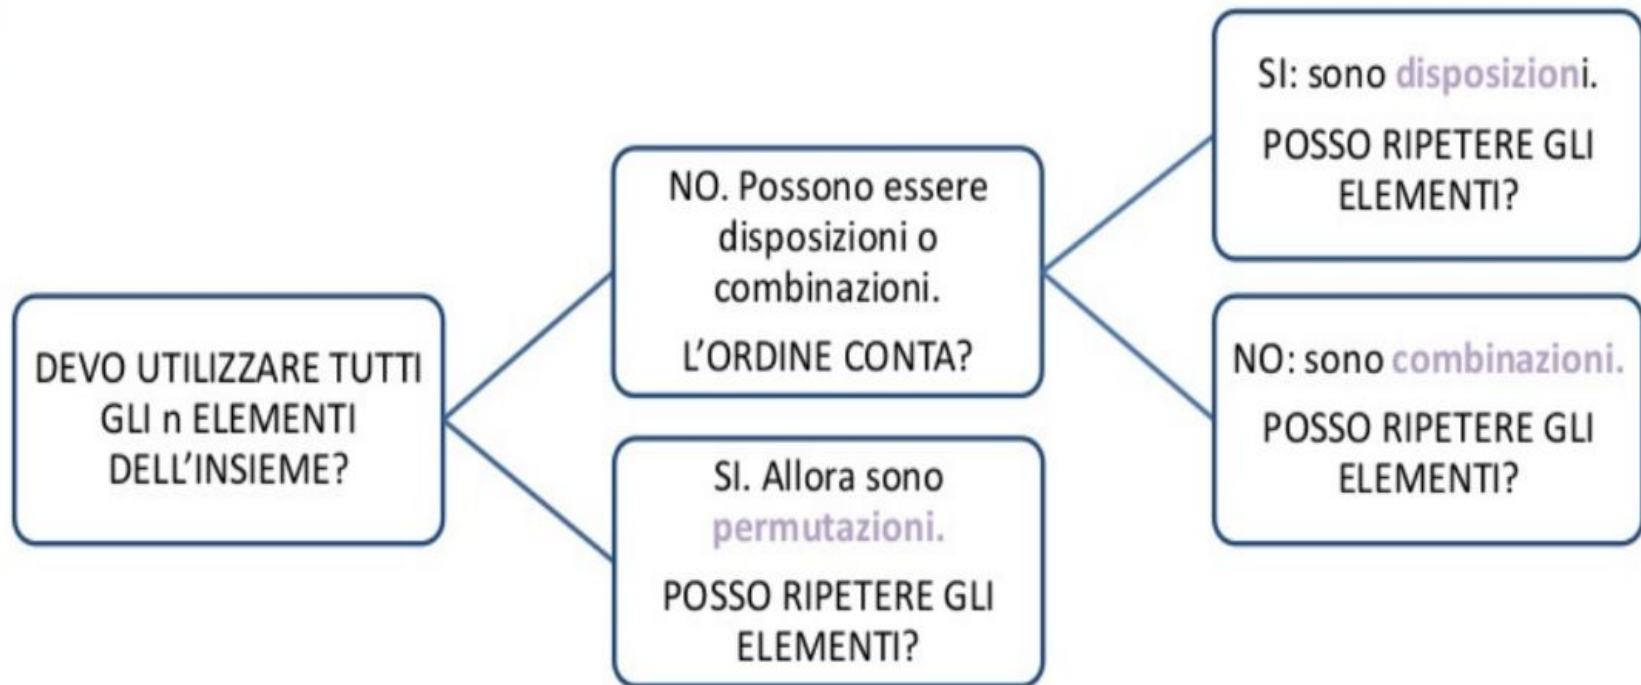 DEVO UTILIZZARE TUTTI
GLI n ELEMENTI
DELL'INSIEME?
NO. Possono essere
disposizioni o
combinazioni.
L'ORDINE CONTA?
SI. Allora sono
permutazioni.
POSSO RIPETERE GLI
ELEMENTI?
SI: sono disposizioni.
POSSO RIPETERE GLI
ELEMENTI?
NO: sono combinazioni.
POSSO RIPETERE GLI
ELEMENTI?